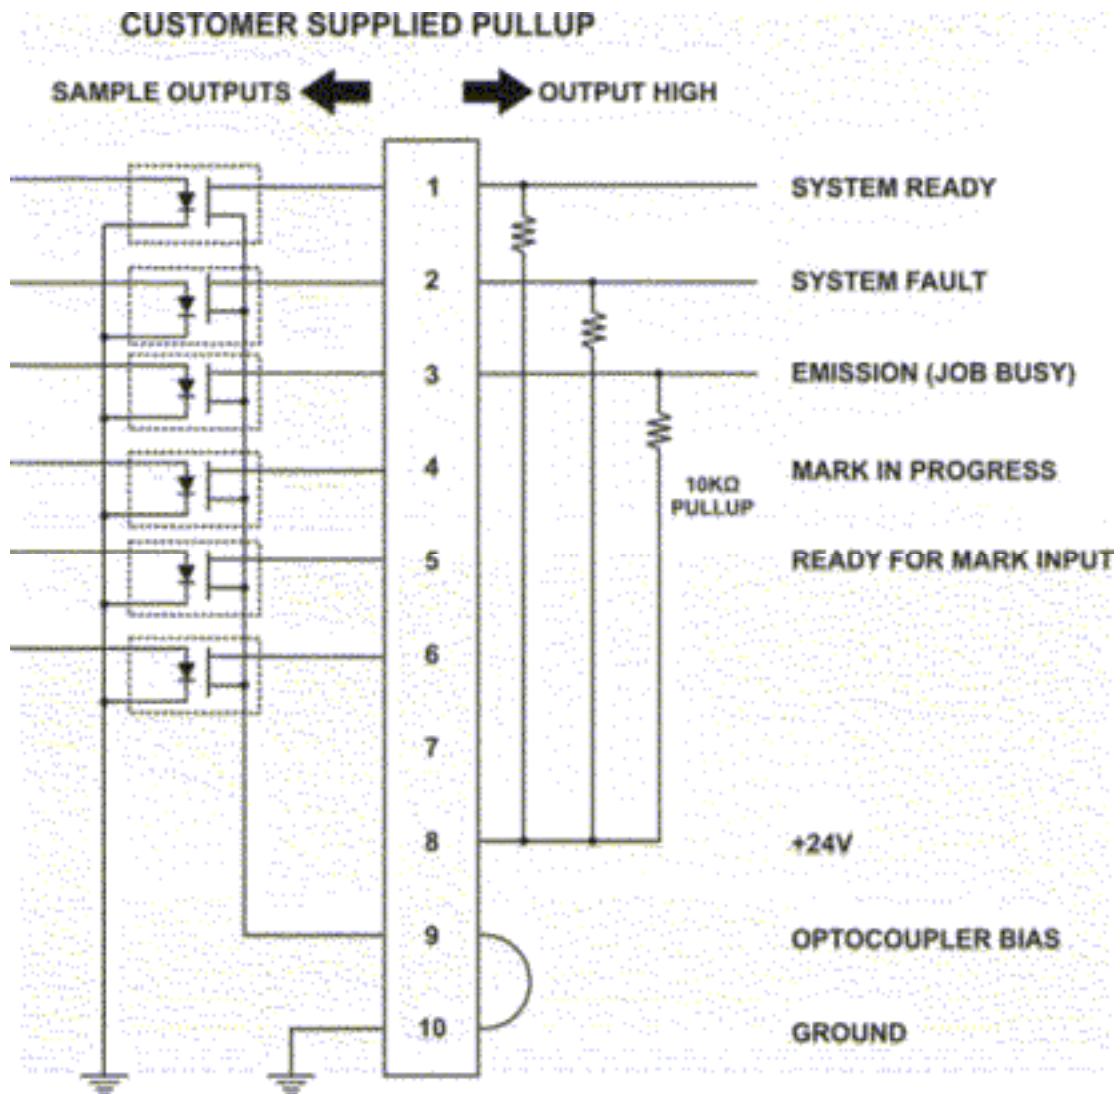 CUSTOMER SUPPLIED PULLUP
SAMPLE OUTPUTS
OUTPUT HIGH
1
SYSTEM READY
2
SYSTEM FAULT
3
EMISSION (JOB BUSY)
4
MARK IN PROGRESS
10KΩ
PULLUP
5
READY FOR MARK INPUT
6
7
8
+24V
9
OPTOCOUPLER BIAS
10
GROUND